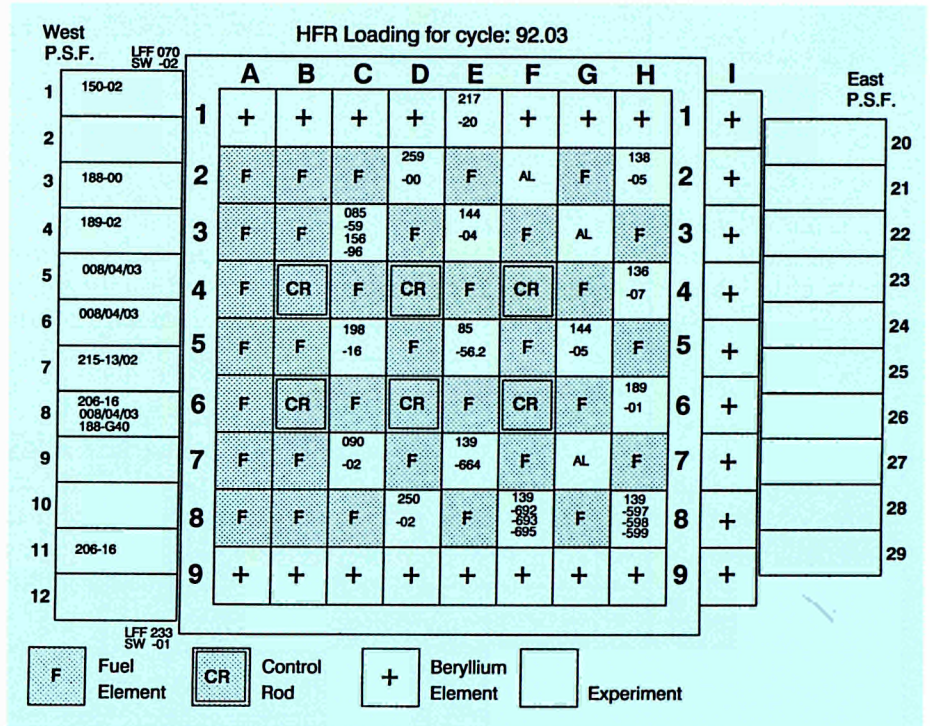 West
P.S.F.
LFF 070
SW -02
HFR Loading for cycle: 92.03
East
P.S.F.
A B C D E F G H I
1 + + + + 217 -20 + + + 1 +
2 F F F 259 -00 F AL F 138 -05 2 +
3 F F 085 -59 156 -96 F 144 -04 F AL F 3 +
4 F CR F CR F CR F 136 -07 4 +
5 F F 198 -16 F 85 -56.2 F 144 -05 F 5 +
6 F CR F CR F CR F 189 -01 6 +
7 F F 090 -02 F 139 -664 F AL F 7 +
8 F F F 250 -02 F 139 -692 -693 -695 F 139 -597 -598 -599 8 +
9 + + + + + + + + 9 +
1 150-02
2
3 188-00
4 189-02
5 008/04/03
6 008/04/03
7 215-13/02
8 206-16
008/04/03
188-G40
9
10
11 206-16
12
LFF 233
SW -01
20
21
22
23
24
25
26
27
28
29
F Fuel
Element
CR Control
Rod
+ Beryllium
Element
Experiment